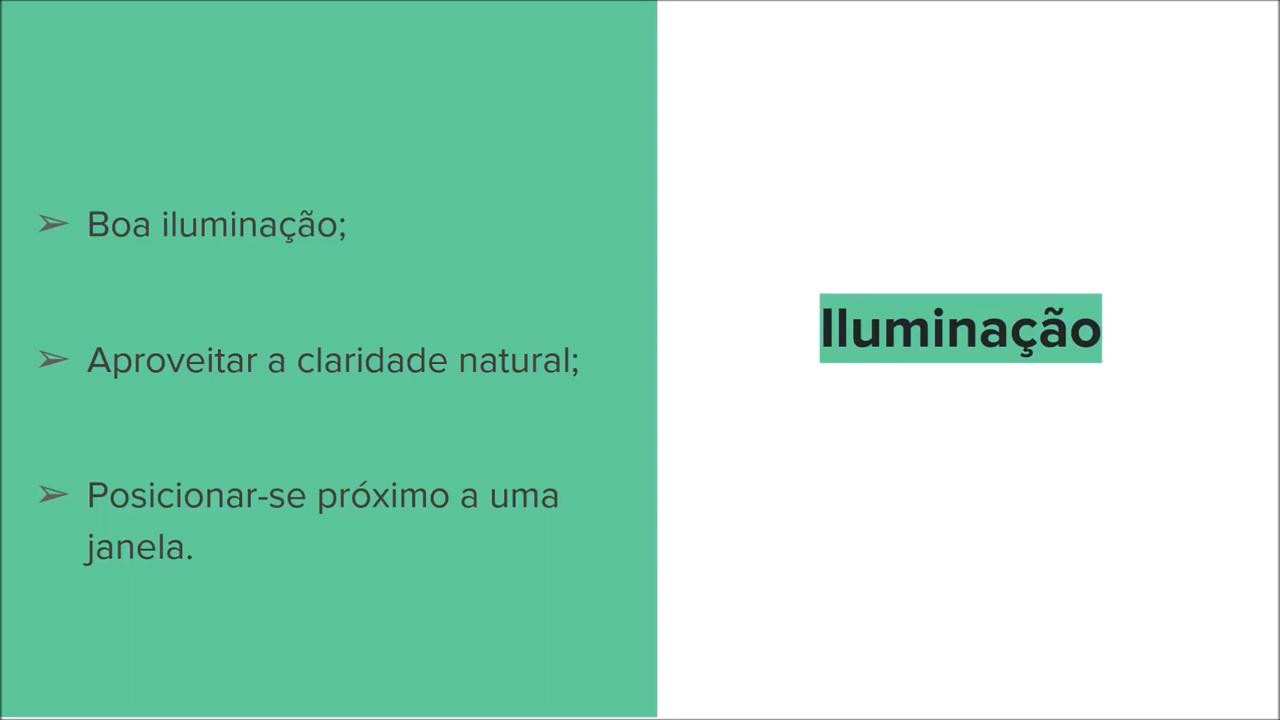 ➢ Boa iluminação;
➢ Aproveitar a claridade natural;
➢ Posicionar-se próximo a uma
janela.
Iluminação